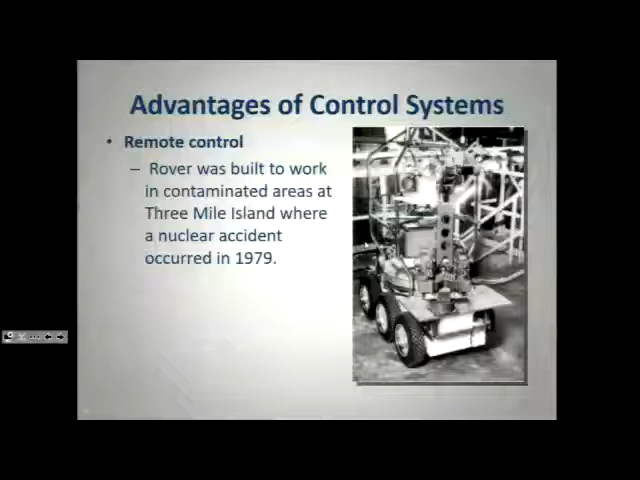 Advantages of Control Systems
• Remote control
– Rover was built to work
in contaminated areas at
Three Mile Island where
a nuclear accident
occurred in 1979.